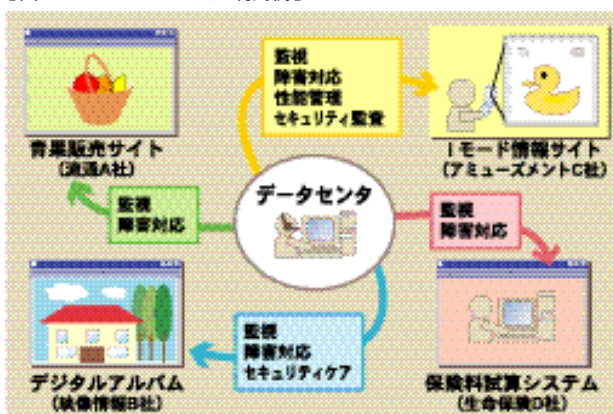 監視
障害対応
性能管理
セキュリティ監査
青果販売サイト
(流通A社)
iモード情報サイト
(アミューズメントC社)
データセンタ
監視
障害対応
監視
障害対応
監視
障害対応
セキュリティケア
デジタルアルバム
(映像情報B社)
保険料試算システム
(生命保険D社)